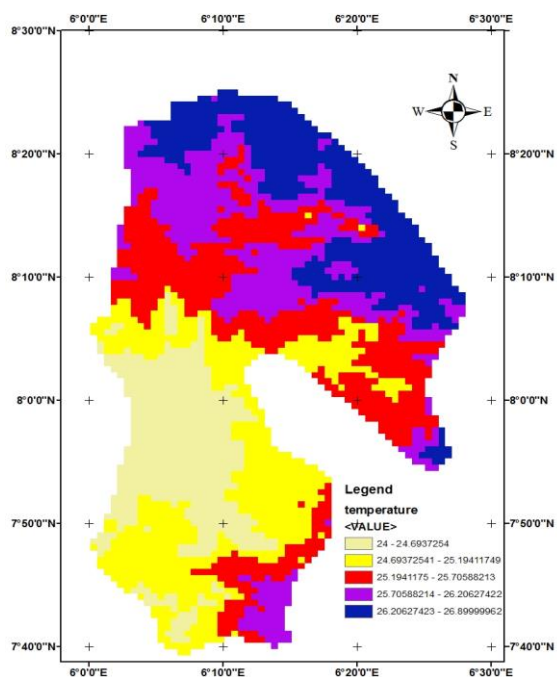 6°0'0"E 6°10'0"E 6°20'0"E 6°30'0"E
8°30'0"N 8°30'0"N
N
W E
S
8°20'0"N 8°20'0"N
8°10'0"N 8°10'0"N
8°0'0"N 8°0'0"N
Legend
temperature
7°50'0"N <VALUE> 7°50'0"N
24 - 24.6937254
24.69372541 - 25.19411749
25.1941175 - 25.70588213
25.70588214 - 26.20627422
26.20627423 - 26.89999962
7°40'0"N 7°40'0"N
6°0'0"E 6°10'0"E 6°20'0"E 6°30'0"E